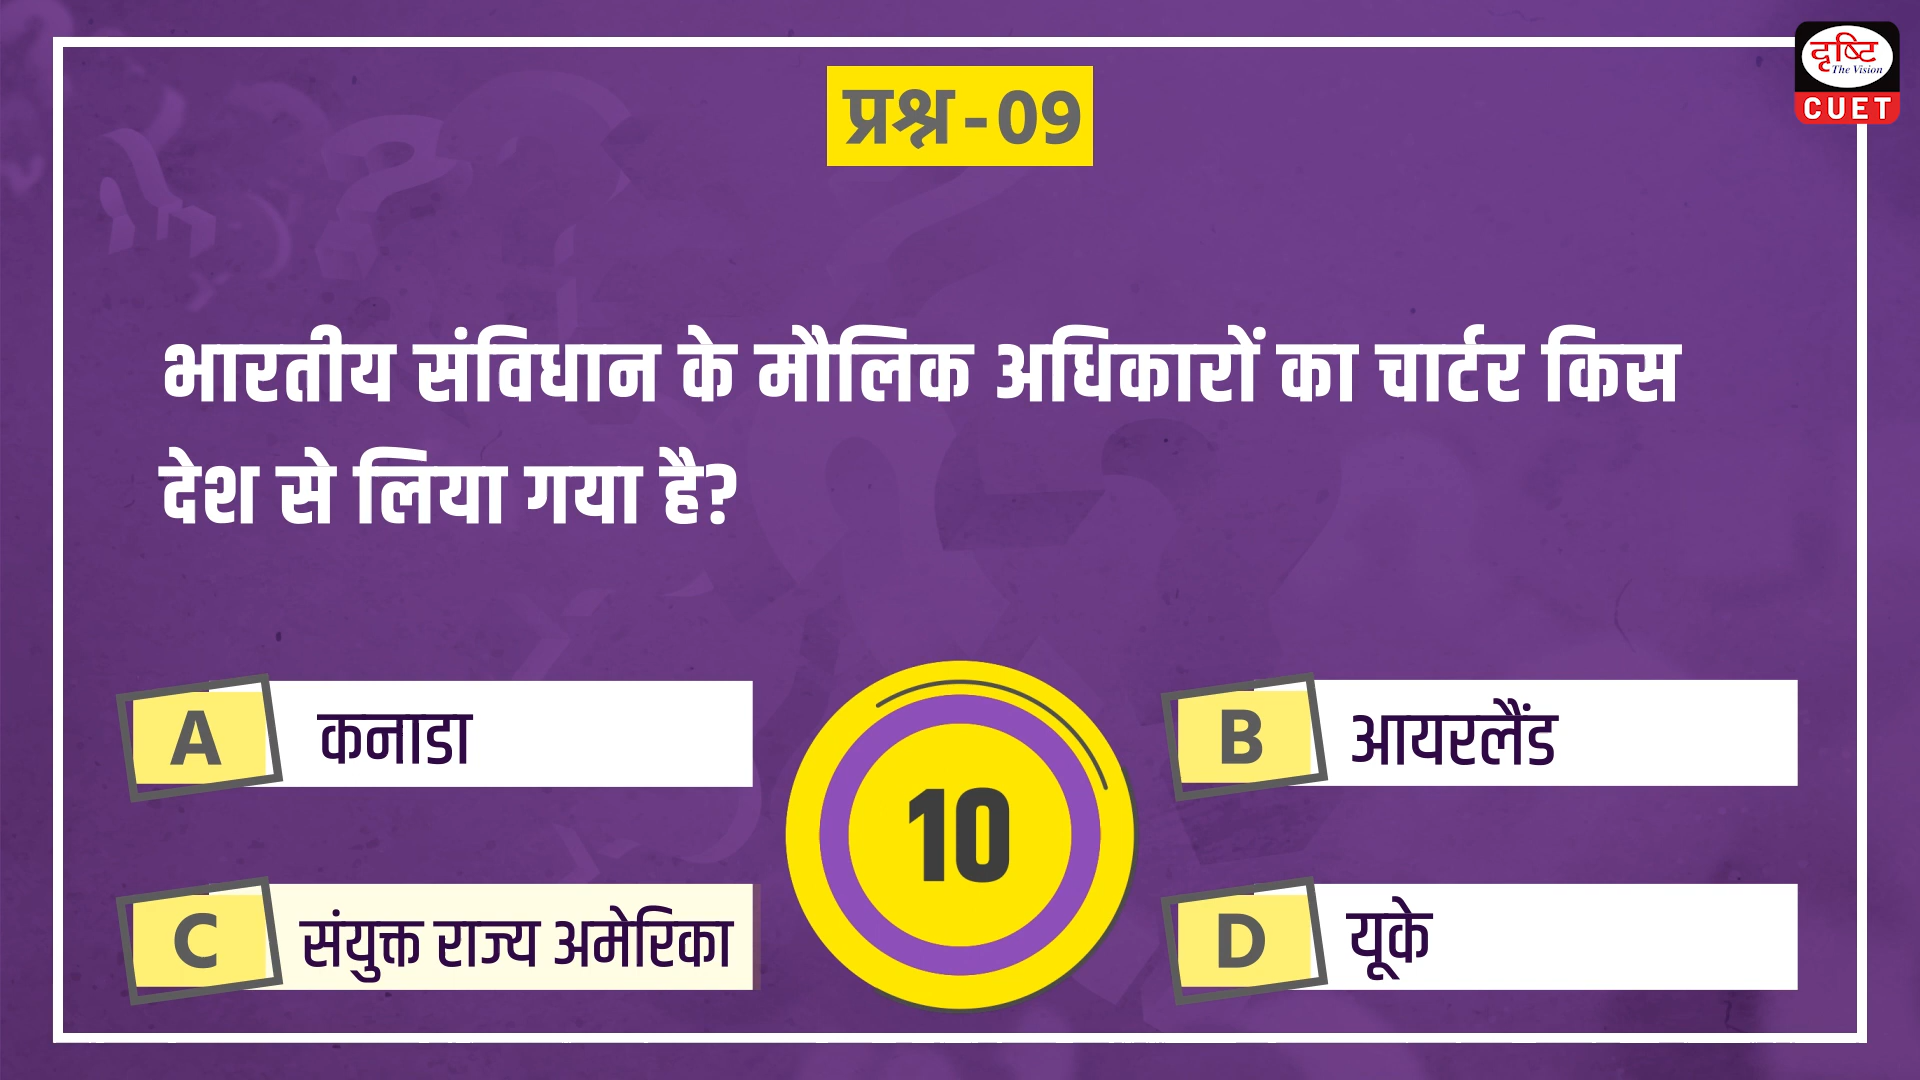 दृष्टि
The Vision
CUET
प्रश्न - 09
भारतीय संविधान के मौलिक अधिकारों का चार्टर किस
देश से लिया गया है?
A कनाडा
B आयरलैंड
10
C संयुक्त राज्य अमेरिका
D यूके